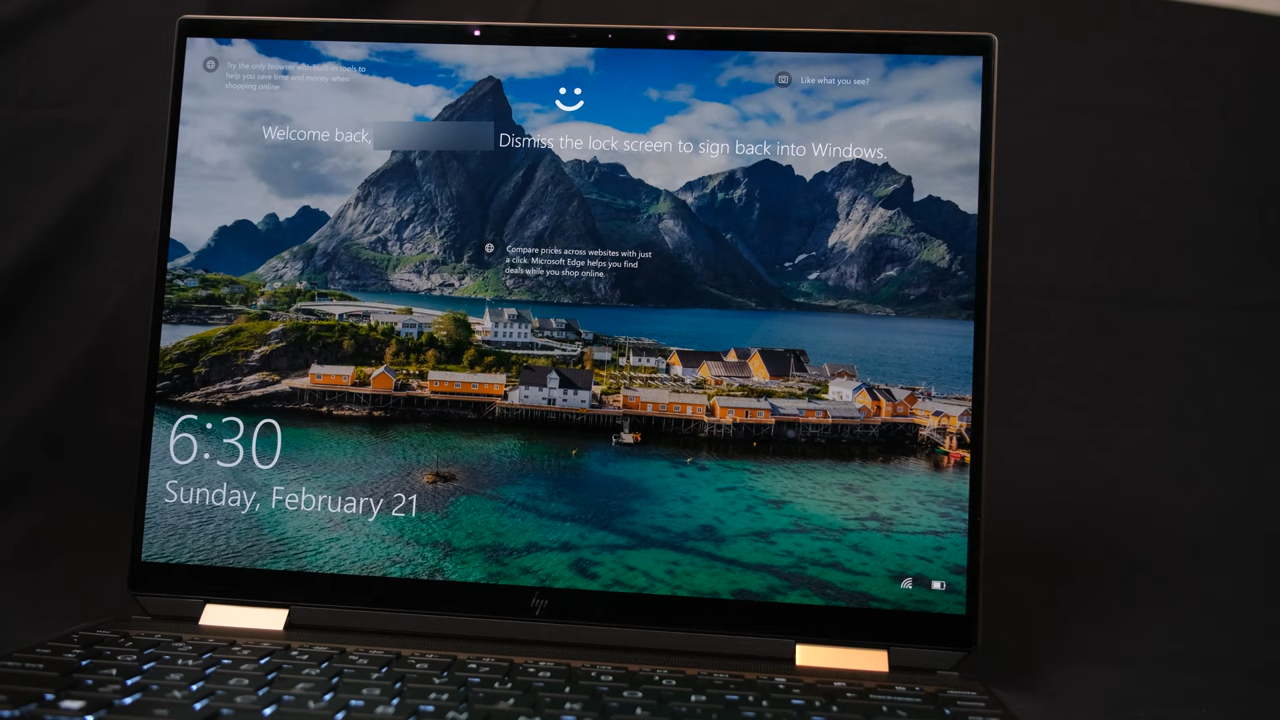 Try the only browser with built-in tools to
help you save time and money when
shopping online
Like what you see?
Welcome back, Dismiss the lock screen to sign back into Windows.
Compare prices across websites with just
a click. Microsoft Edge helps you find
deals while you shop online.
6:30
Sunday, February 21
hp